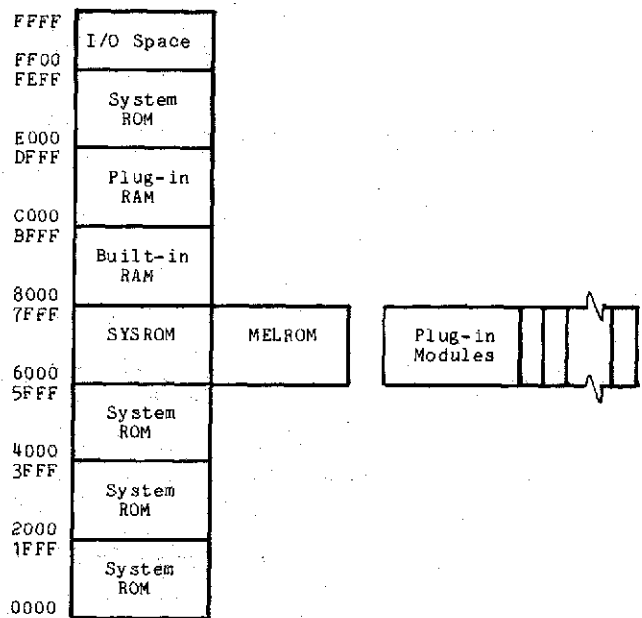 FFFF
I/O Space
FF00
FEFF
System
ROM
E000
DFFF
Plug-in
RAM
C000
BFFF
Built-in
RAM
8000
7FFF
SYSROM
MELROM
Plug-in
Modules
6000
5FFF
System
ROM
4000
3FFF
System
ROM
2000
1FFF
System
ROM
0000